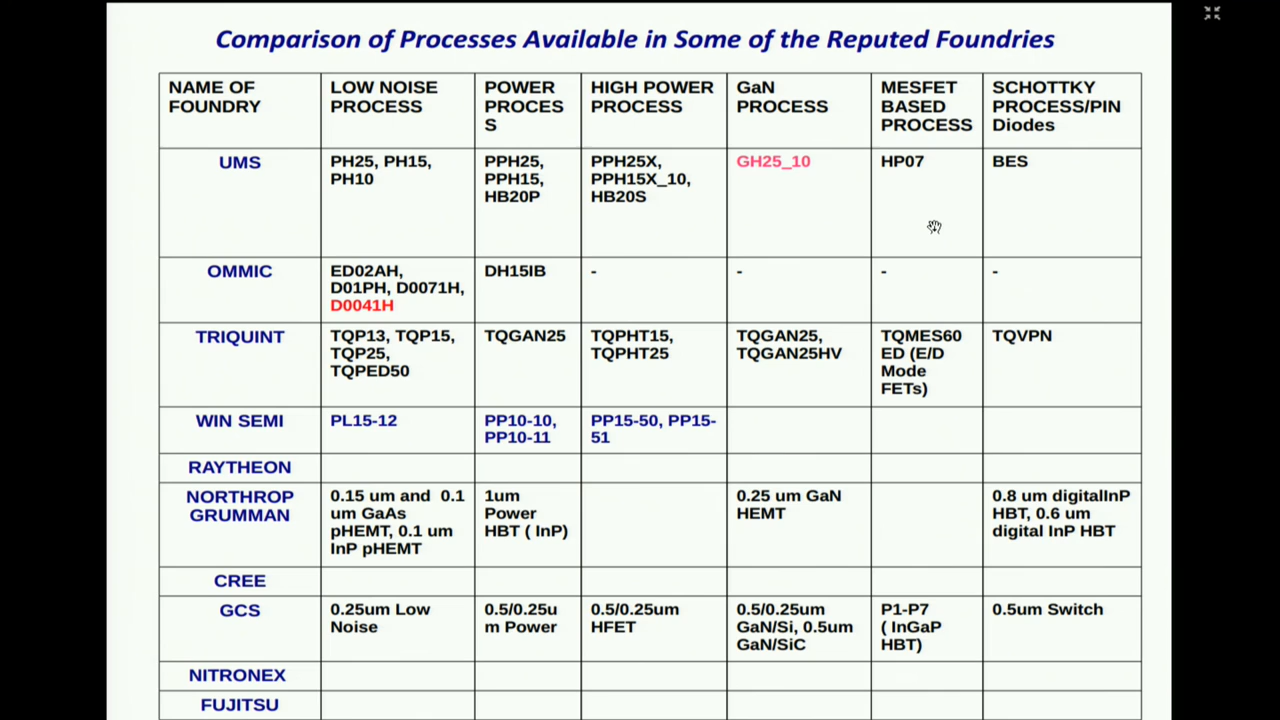 Comparison of Processes Available in Some of the Reputed Foundries
NAME OF FOUNDRY | LOW NOISE PROCESS | POWER PROCES S | HIGH POWER PROCESS | GaN PROCESS | MESFET BASED PROCESS | SCHOTTKY PROCESS/PIN Diodes
UMS | PH25, PH15, PH10 | PPH25, PPH15, HB20P | PPH25X, PPH15X_10, HB20S | GH25_10 | HP07 | BES
OMMIC | ED02AH, D01PH, D0071H, D0041H | DH15IB | - | - | - | -
TRIQUINT | TQP13, TQP15, TQP25, TQPED50 | TQGAN25 | TQPHT15, TQPHT25 | TQGAN25, TQGAN25HV | TQMES60 ED (E/D Mode FETs) | TQVPN
WIN SEMI | PL15-12 | PP10-10, PP10-11 | PP15-50, PP15-51
RAYTHEON
NORTHROP GRUMMAN | 0.15 um and 0.1 um GaAs pHEMT, 0.1 um InP pHEMT | 1um Power HBT ( InP) | | 0.25 um GaN HEMT | | 0.8 um digitalInP HBT, 0.6 um digital InP HBT
CREE
GCS | 0.25um Low Noise | 0.5/0.25u m Power | 0.5/0.25um HFET | 0.5/0.25um GaN/Si, 0.5um GaN/SiC | P1-P7 ( InGaP HBT) | 0.5um Switch
NITRONEX
FUJITSU